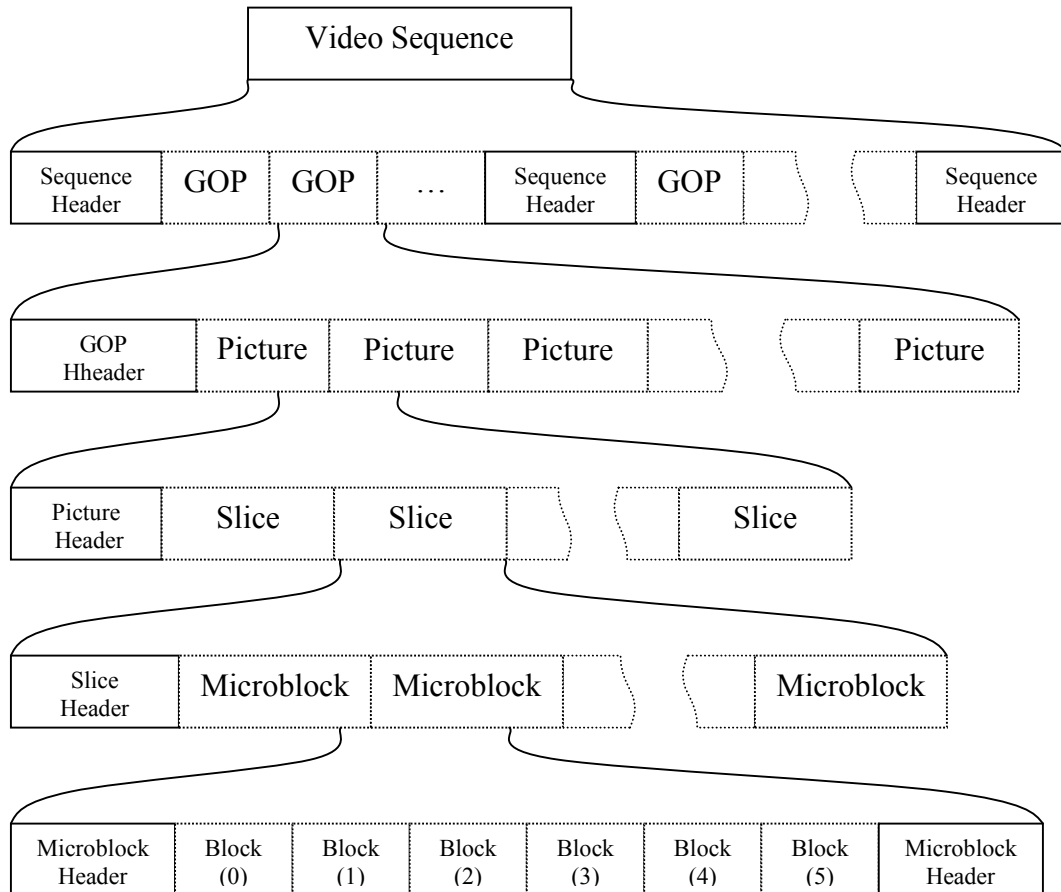 Video Sequence
Sequence Header GOP GOP … Sequence Header GOP Sequence Header
GOP Hheader Picture Picture Picture Picture
Picture Header Slice Slice Slice
Slice Header Microblock Microblock Microblock
Microblock Header Block (0) Block (1) Block (2) Block (3) Block (4) Block (5) Microblock Header